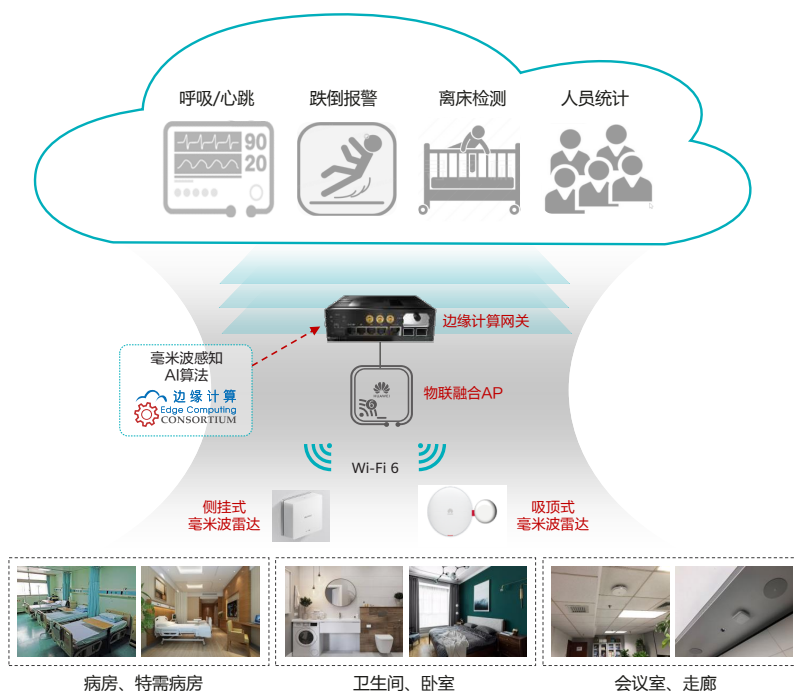 呼吸/心跳
跌倒报警
离床检测
人员统计
90
20
边缘计算网关
毫米波感知
AI算法
边缘计算
Edge Computing
CONSORTIUM
HUAWEI
6
物联融合AP
Wi-Fi 6
侧挂式
毫米波雷达
吸顶式
毫米波雷达
病房、特需病房
卫生间、卧室
会议室、走廊